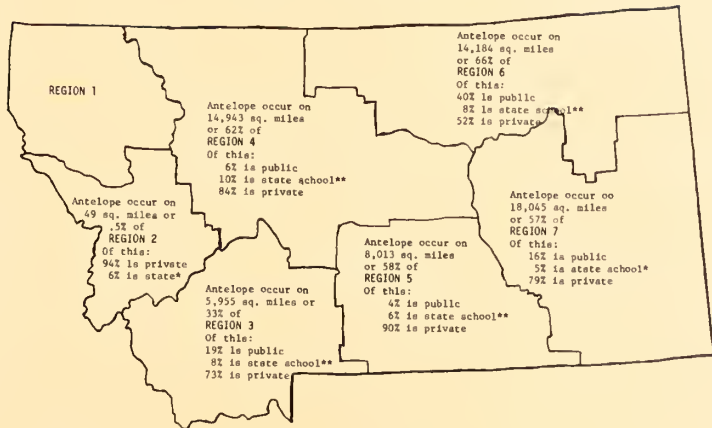 REGION 1
Antelope occur on
14,943 sq. miles
or 62% of
REGION 4
Of this:
6% is public
10% is state school**
84% is private
Antelope occur on
14,184 sq. miles
or 66% of
REGION 6
Of this:
40% is public
8% is state school**
52% is private
Antelope occur on
49 sq. miles or
.5% of
REGION 2
Of this:
94% is private
6% is state*
Antelope occur on
5,955 sq. miles or
33% of
REGION 3
Of this:
19% is public
8% is state school**
73% is private
Antelope occur on
8,013 sq. miles
or 58% of
REGION 5
Of this:
4% is public
6% is state school**
90% is private
Antelope occur on
18,045 sq. miles
or 57% of
REGION 7
Of this:
16% is public
5% is state school*
79% is private